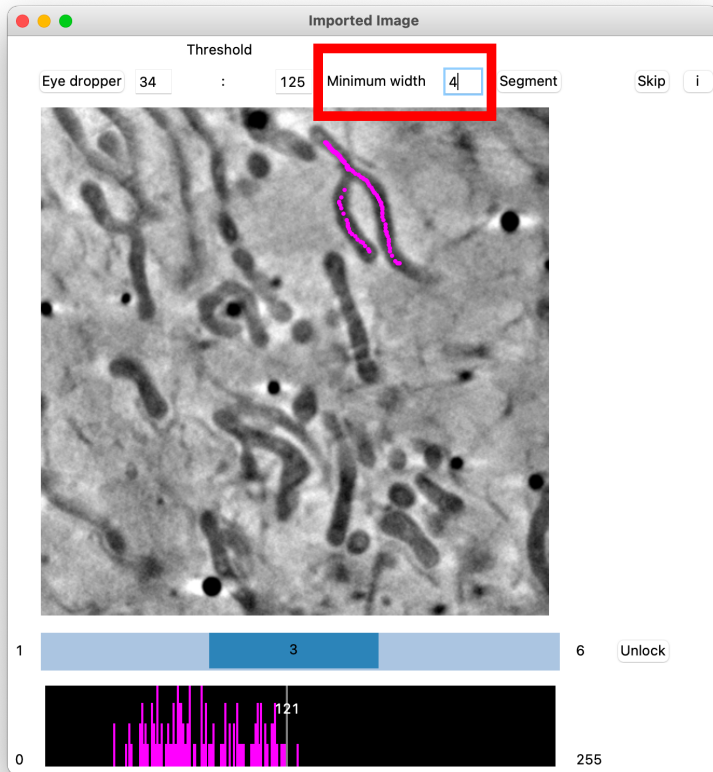 Imported Image
Threshold
Eye dropper 34 : 125 Minimum width 4 Segment Skip i
1 3 6 Unlock
121
0 255